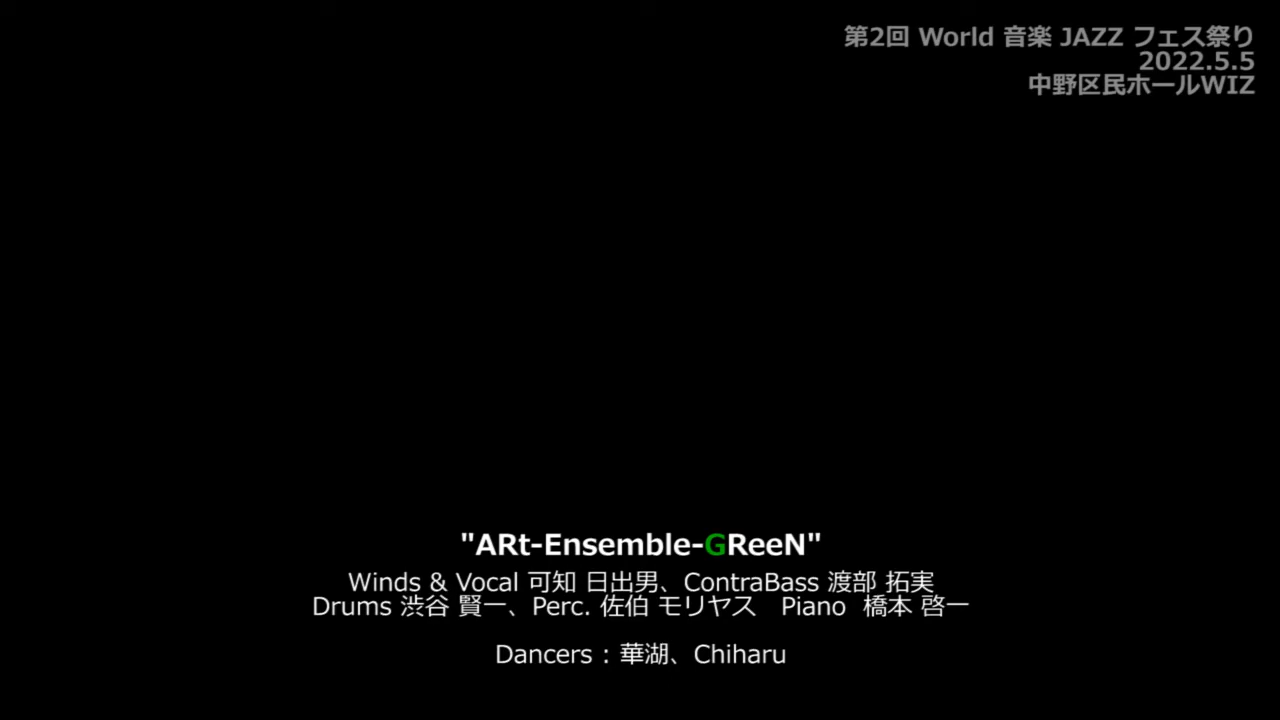 第2回 World 音楽 JAZZ フェス祭り
2022.5.5
中野区民ホールWIZ
"ARt-Ensemble-GReeN"
Winds & Vocal 可知 日出男、ContraBass 渡部 拓実
Drums 渋谷 賢一、Perc. 佐伯 モリヤス　Piano 橋本 啓一
Dancers : 華湖、Chiharu